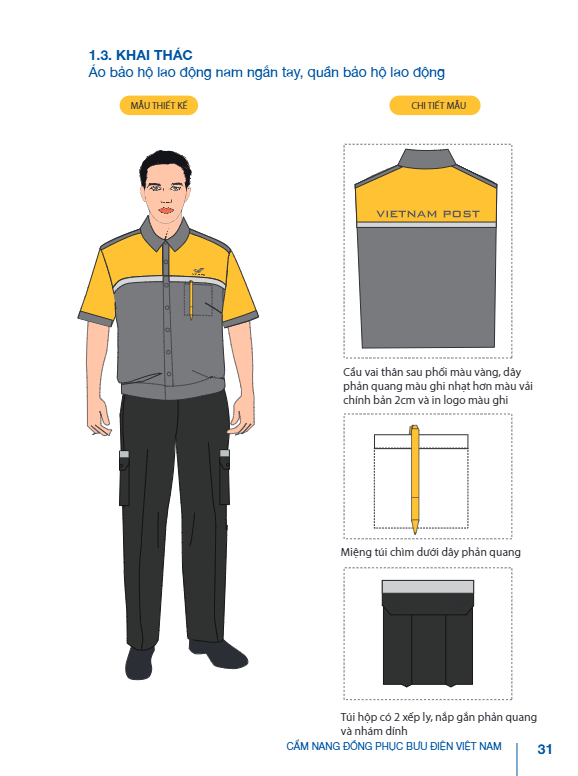 1.3. KHAI THÁC
Áo bảo hộ lao động nam ngắn tay, quần bảo hộ lao động
MẪU THIẾT KẾ
CHI TIẾT MẪU
VIETNAM POST
Cầu vai thân sau phối màu vàng, dây
phản quang màu ghi nhạt hơn màu vải
chính bản 2cm và in logo màu ghi
Miệng túi chìm dưới dây phản quang
Túi hộp có 2 xếp ly, nắp gắn phản quang
và nhám dính
CẨM NANG ĐỒNG PHỤC BƯU ĐIỆN VIỆT NAM
31